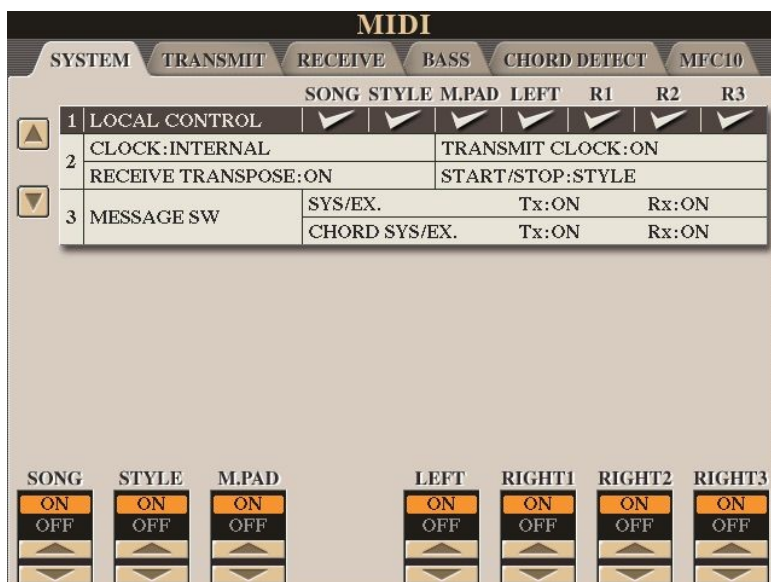 MIDI
SYSTEM TRANSMIT RECEIVE BASS CHORD DETECT MFC10
SONG STYLE M.PAD LEFT R1 R2 R3
1 LOCAL CONTROL
2 CLOCK:INTERNAL TRANSMIT CLOCK:ON
RECEIVE TRANSPOSE:ON START/STOP:STYLE
3 MESSAGE SW SYS/EX. Tx:ON Rx:ON
CHORD SYS/EX. Tx:ON Rx:ON
SONG STYLE M.PAD LEFT RIGHT1 RIGHT2 RIGHT3
ON ON ON ON ON ON ON
OFF OFF OFF OFF OFF OFF OFF